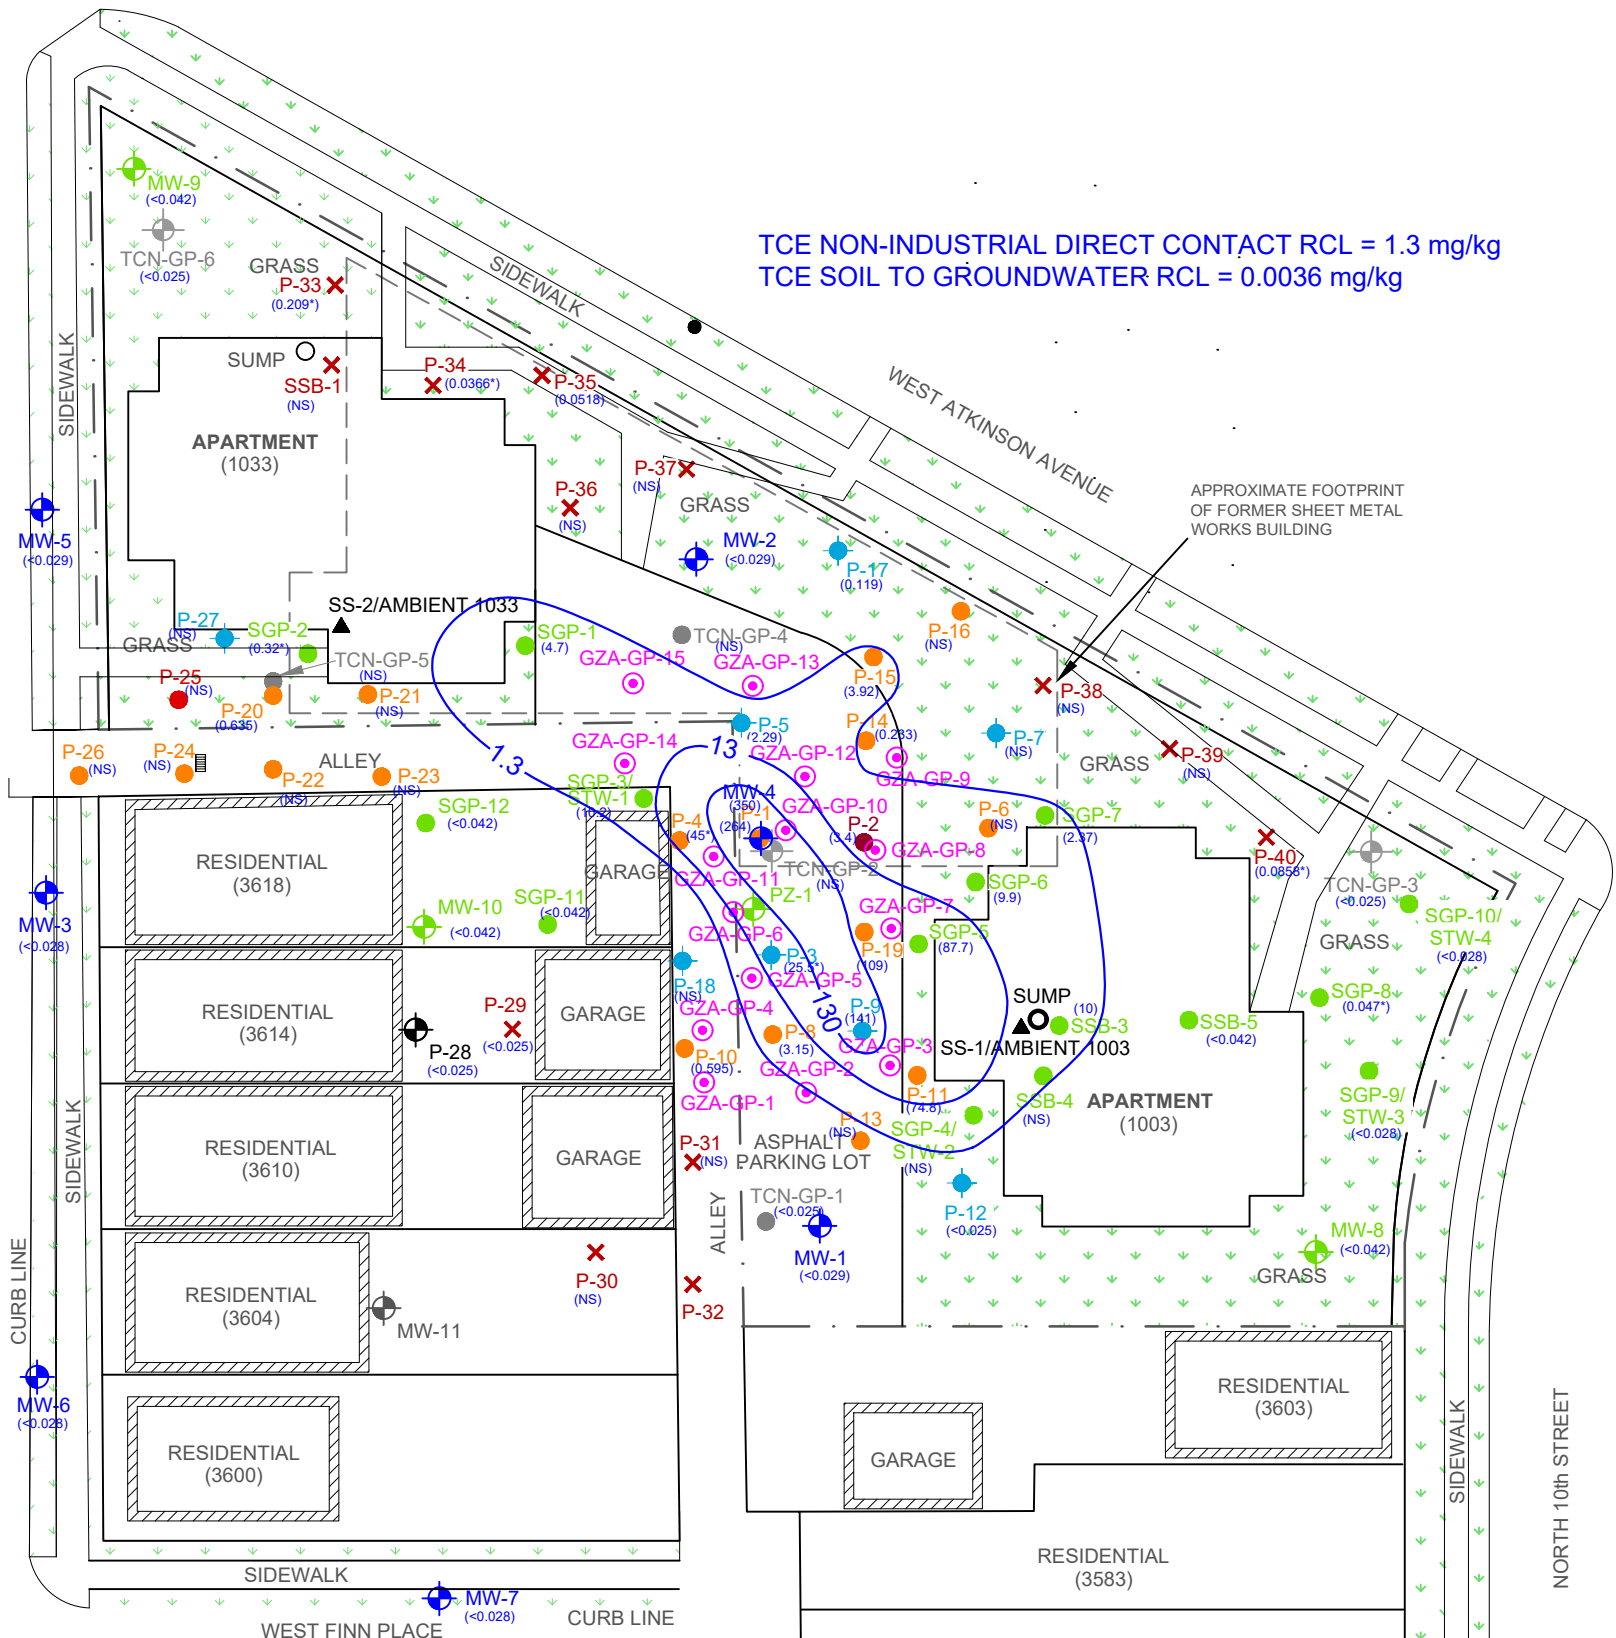 TCE NON-INDUSTRIAL DIRECT CONTACT RCL = 1.3 mg/kg
TCE SOIL TO GROUNDWATER RCL = 0.0036 mg/kg
MW-9
(<0.042)
TCN-GP-6
(<0.025)
GRASS
P-33
(0.209*)
SIDEWALK
SIDEWALK
SUMP
SSB-1
(NS)
P-34
(0.0366*)
P-35
(0.0518)
WEST ATKINSON AVENUE
APARTMENT
(1033)
P-37
(NS)
P-36
(NS)
GRASS
APPROXIMATE FOOTPRINT
OF FORMER SHEET METAL
WORKS BUILDING
MW-5
(<0.029)
MW-2
(<0.029)
P-17
(0.119)
SS-2/AMBIENT 1033
P-27
(NS)
SGP-2
(0.32*)
GRASS
SGP-1
(4.7)
TCN-GP-4
(NS)
P-16
(NS)
TCN-GP-5
(NS)
GZA-GP-15
GZA-GP-13
P-15
(3.92)
P-25
(NS)
P-20
(0.635)
P-21
(NS)
P-38
(NS)
P-5
(2.29)
P-14
(0.233)
P-7
(NS)
P-26
(NS)
P-24
(NS)
ALLEY
P-22
(NS)
P-23
(NS)
1.3
GZA-GP-14
13
GZA-GP-12
GZA-GP-9
GRASS
P-39
(NS)
SGP-3/
STW-1
(10.2)
MW-4
(350)
GZA-GP-10
SGP-12
(<0.042)
P-4
(45*)
P-1
(264)
P-2
(3.4)
P-6
(NS)
SGP-7
(2.37)
RESIDENTIAL
(3618)
GARAGE
GZA-GP-8
P-40
(0.0858*)
GZA-GP-11
TCN-GP-2
(NS)
SGP-6
(9.9)
TCN-GP-3
(<0.025)
MW-3
(<0.028)
MW-10
(<0.042)
SGP-11
(<0.042)
PZ-1
GZA-GP-7
SGP-10/
STW-4
(<0.028)
GZA-GP-6
P-19
(109)
SGP-5
(87.7)
GRASS
P-3
(25.5*)
P-18
(NS)
GZA-GP-5
SGP-8
(0.047*)
RESIDENTIAL
(3614)
P-29
(<0.025)
GARAGE
GZA-GP-4
130
P-9
(141)
SUMP
(10)
SSB-3
SSB-5
(<0.042)
P-28
(<0.025)
P-8
(3.15)
GZA-GP-3
SS-1/AMBIENT 1003
P-10
(0.595)
GZA-GP-2
P-11
(74.8)
GZA-GP-1
SSB-4
(NS)
APARTMENT
(1003)
SGP-9/
STW-3
(<0.028)
SIDEWALK
RESIDENTIAL
(3610)
GARAGE
P-13
(NS)
SGP-4/
STW-2
(NS)
ASPHALT
PARKING LOT
P-31
(NS)
TCN-GP-1
(<0.025)
P-12
(<0.025)
MW-1
(<0.029)
ALLEY
MW-8
(<0.042)
GRASS
CURB LINE
RESIDENTIAL
(3604)
P-30
(NS)
P-32
MW-11
MW-6
(<0.028)
RESIDENTIAL
(3600)
GARAGE
RESIDENTIAL
(3603)
SIDEWALK
NORTH 10th STREET
RESIDENTIAL
(3583)
SIDEWALK
MW-7
(<0.028)
CURB LINE
WEST FINN PLACE